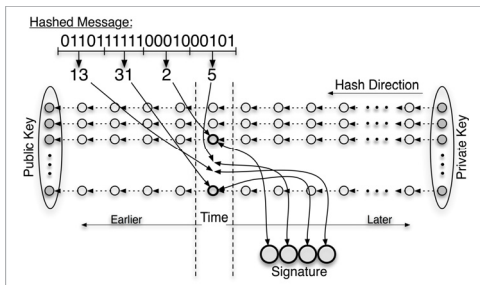 Hashed Message:
01101111110001000101
13 31 2 5
Hash Direction
Public Key
Private Key
Earlier Time Later
Signature